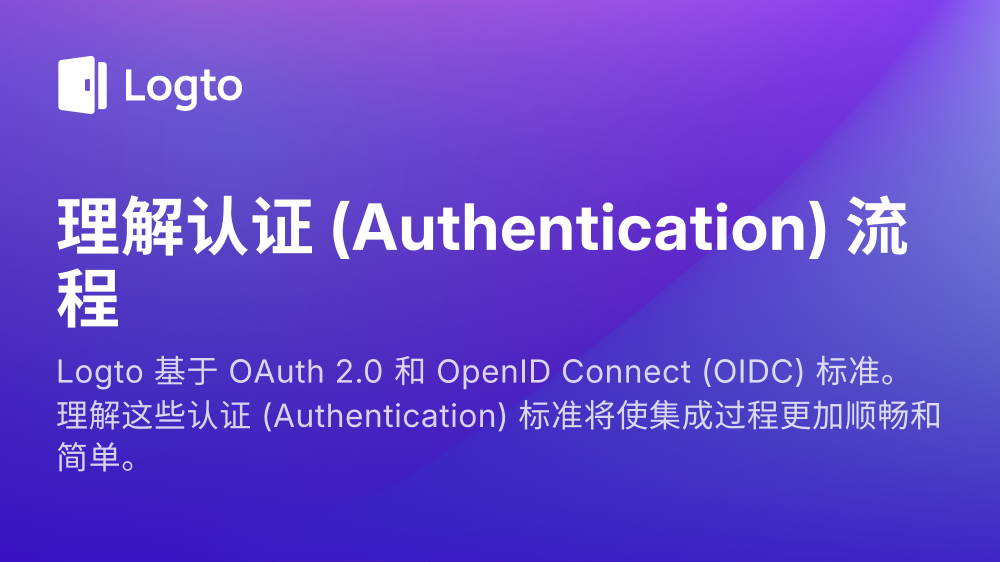 Logto
理解认证 (Authentication) 流
程
Logto 基于 OAuth 2.0 和 OpenID Connect (OIDC) 标准。
理解这些认证 (Authentication) 标准将使集成过程更加顺畅和
简单。